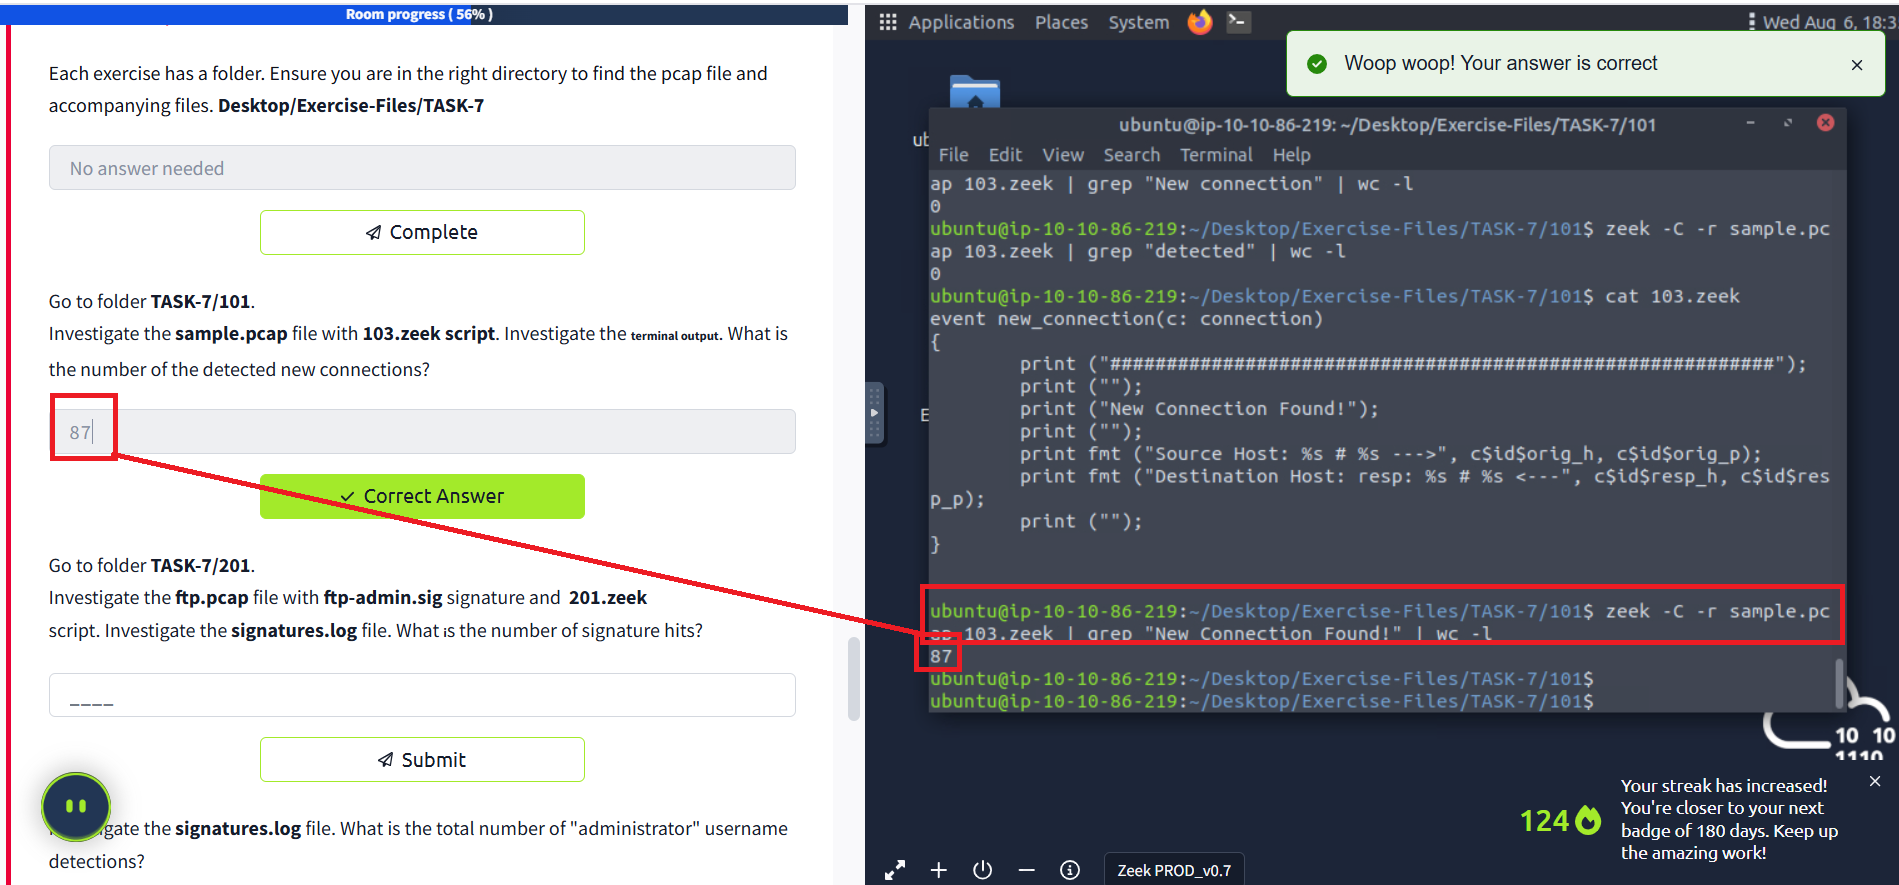 Room progress ( 56% )
Each exercise has a folder. Ensure you are in the right directory to find the pcap file and
accompanying files. Desktop/Exercise-Files/TASK-7
No answer needed
Complete
Go to folder TASK-7/101.
Investigate the sample.pcap file with 103.zeek script. Investigate the terminal output. What is
the number of the detected new connections?
87
Correct Answer
Go to folder TASK-7/201.
Investigate the ftp.pcap file with ftp-admin.sig signature and 201.zeek
script. Investigate the signatures.log file. What is the number of signature hits?
____
Submit
gate the signatures.log file. What is the total number of "administrator" username
detections?
Applications Places System
Wed Aug 6, 18:3
Woop woop! Your answer is correct
ub
E
ubuntu@ip-10-10-86-219: ~/Desktop/Exercise-Files/TASK-7/101
File Edit View Search Terminal Help
ap 103.zeek | grep "New connection" | wc -l
0
ubuntu@ip-10-10-86-219:~/Desktop/Exercise-Files/TASK-7/101$ zeek -C -r sample.pc
ap 103.zeek | grep "detected" | wc -l
0
ubuntu@ip-10-10-86-219:~/Desktop/Exercise-Files/TASK-7/101$ cat 103.zeek
event new_connection(c: connection)
{
print ("###########################################################");
print ("");
print ("New Connection Found!");
print ("");
print fmt ("Source Host: %s # %s --->", c$id$orig_h, c$id$orig_p);
print fmt ("Destination Host: resp: %s # %s <---", c$id$resp_h, c$id$res
p_p);
print ("");
}
ubuntu@ip-10-10-86-219:~/Desktop/Exercise-Files/TASK-7/101$ zeek -C -r sample.pc
ap 103.zeek | grep "New Connection Found!" | wc -l
87
ubuntu@ip-10-10-86-219:~/Desktop/Exercise-Files/TASK-7/101$
ubuntu@ip-10-10-86-219:~/Desktop/Exercise-Files/TASK-7/101$
10 10
1110
124
Your streak has increased!
You're closer to your next
badge of 180 days. Keep up
the amazing work!
Zeek PROD_v0.7